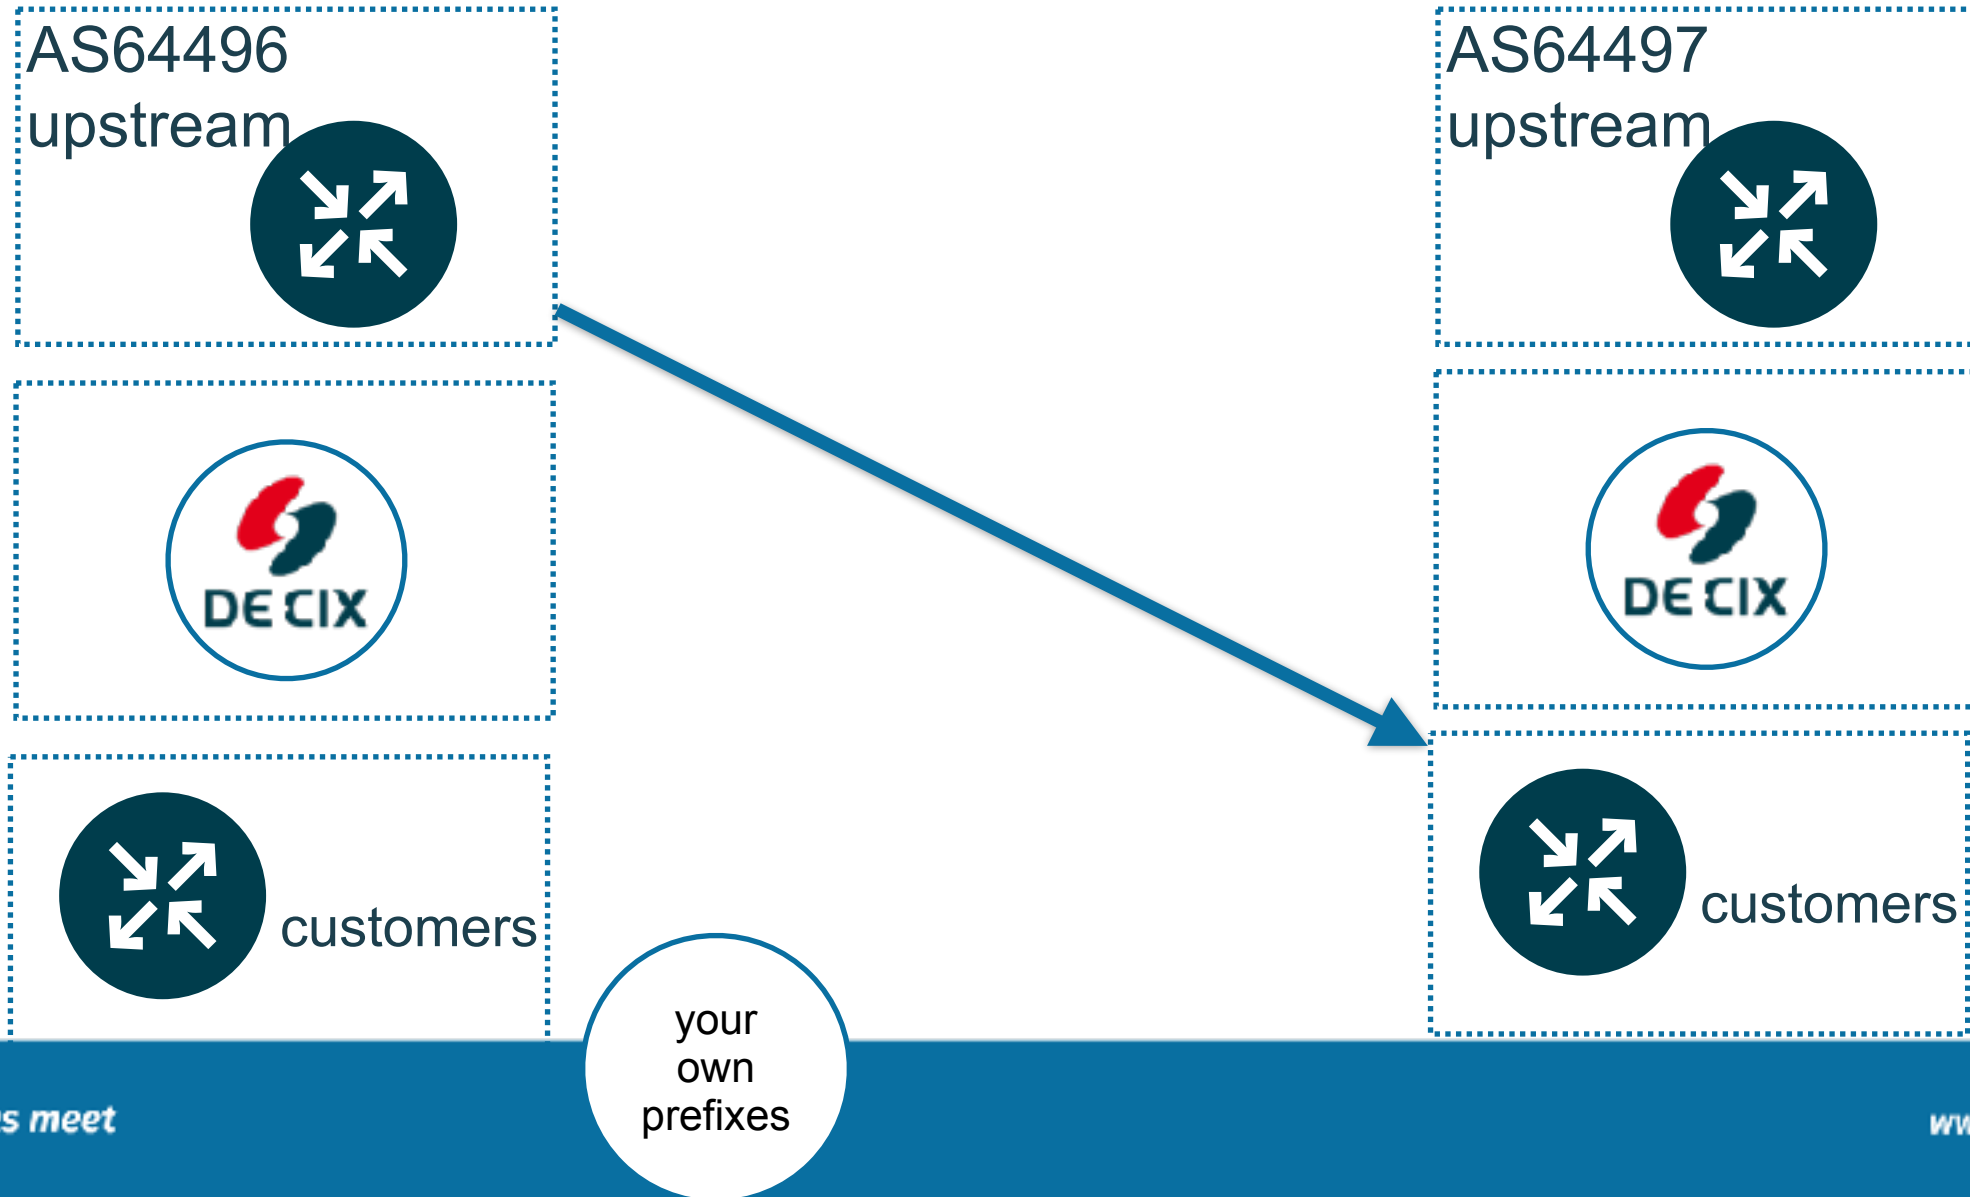 AS64496
upstream
AS64497
upstream
DE CIX
DE CIX
customers
customers
your
own
prefixes
meet